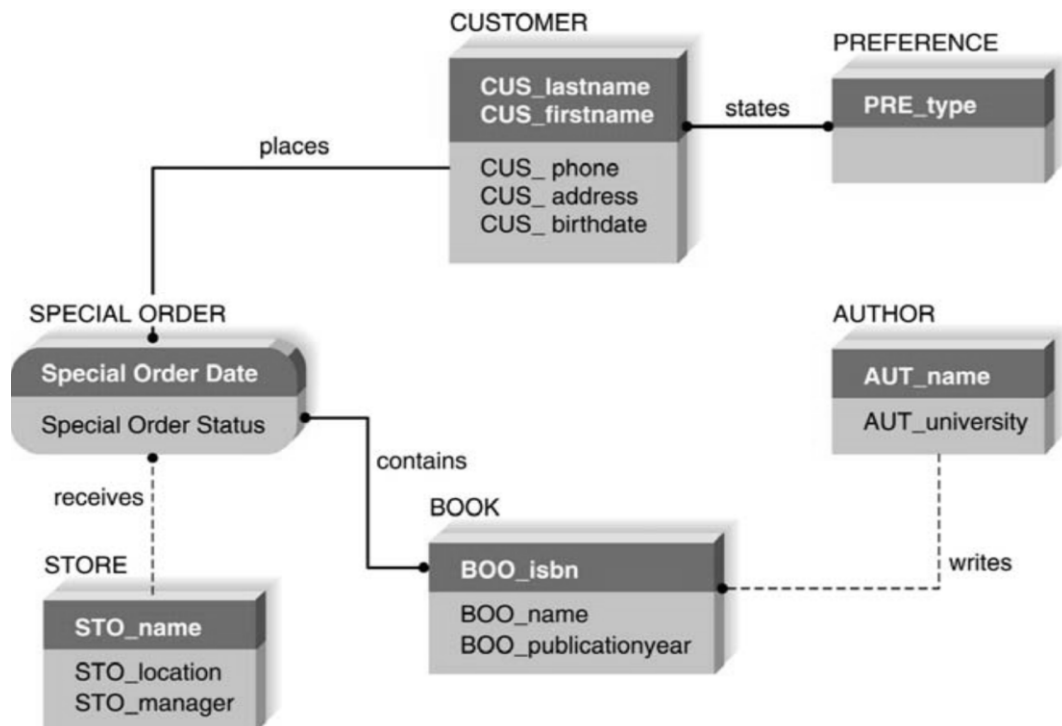 CUSTOMER
CUS_lastname
CUS_firstname
CUS_ phone
CUS_ address
CUS_ birthdate
states
PREFERENCE
PRE_type
places
SPECIAL ORDER
Special Order Date
Special Order Status
contains
receives
STORE
STO_name
STO_location
STO_manager
BOOK
BOO_isbn
BOO_name
BOO_publicationyear
AUTHOR
AUT_name
AUT_university
writes